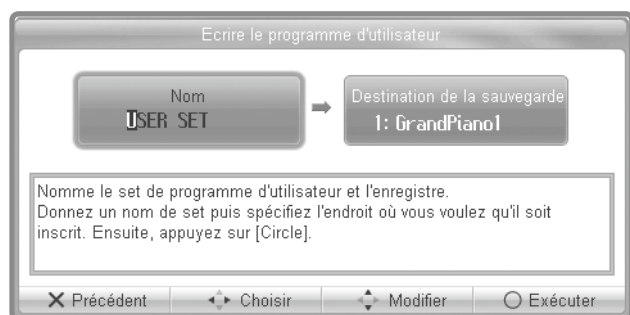 Ecrire le programme d'utilisateur
Nom
USER SET
Destination de la sauvegarde
1: GrandPiano1
Nomme le set de programme d'utilisateur et l'enregistre.
Donnez un nom de set puis spécifiez l'endroit où vous voulez qu'il soit
inscrit. Ensuite, appuyez sur [Circle].
Précédent Choisir Modifier Exécuter